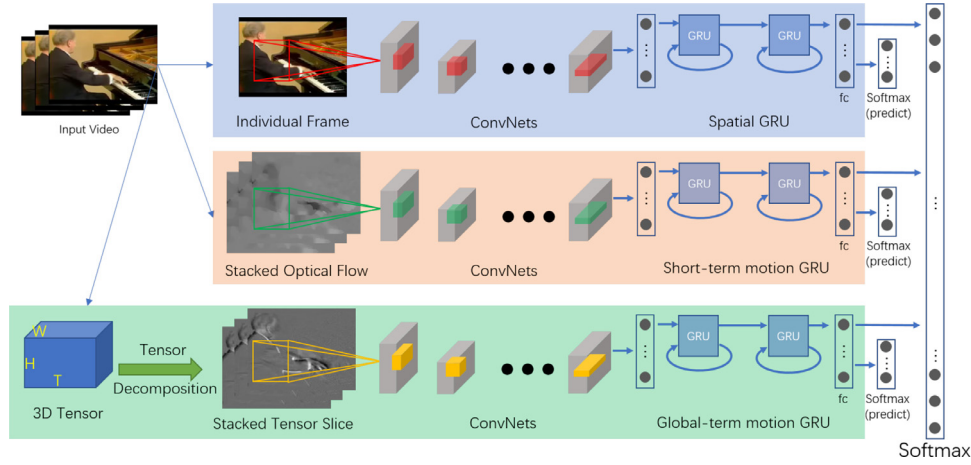 Input Video
Individual Frame
ConvNets
GRU
GRU
Spatial GRU
fc
Softmax
(predict)
Stacked Optical Flow
ConvNets
GRU
GRU
Short-term motion GRU
fc
Softmax
(predict)
W
H
T
3D Tensor
Tensor
Decomposition
Stacked Tensor Slice
ConvNets
GRU
GRU
Global-term motion GRU
fc
Softmax
(predict)
Softmax